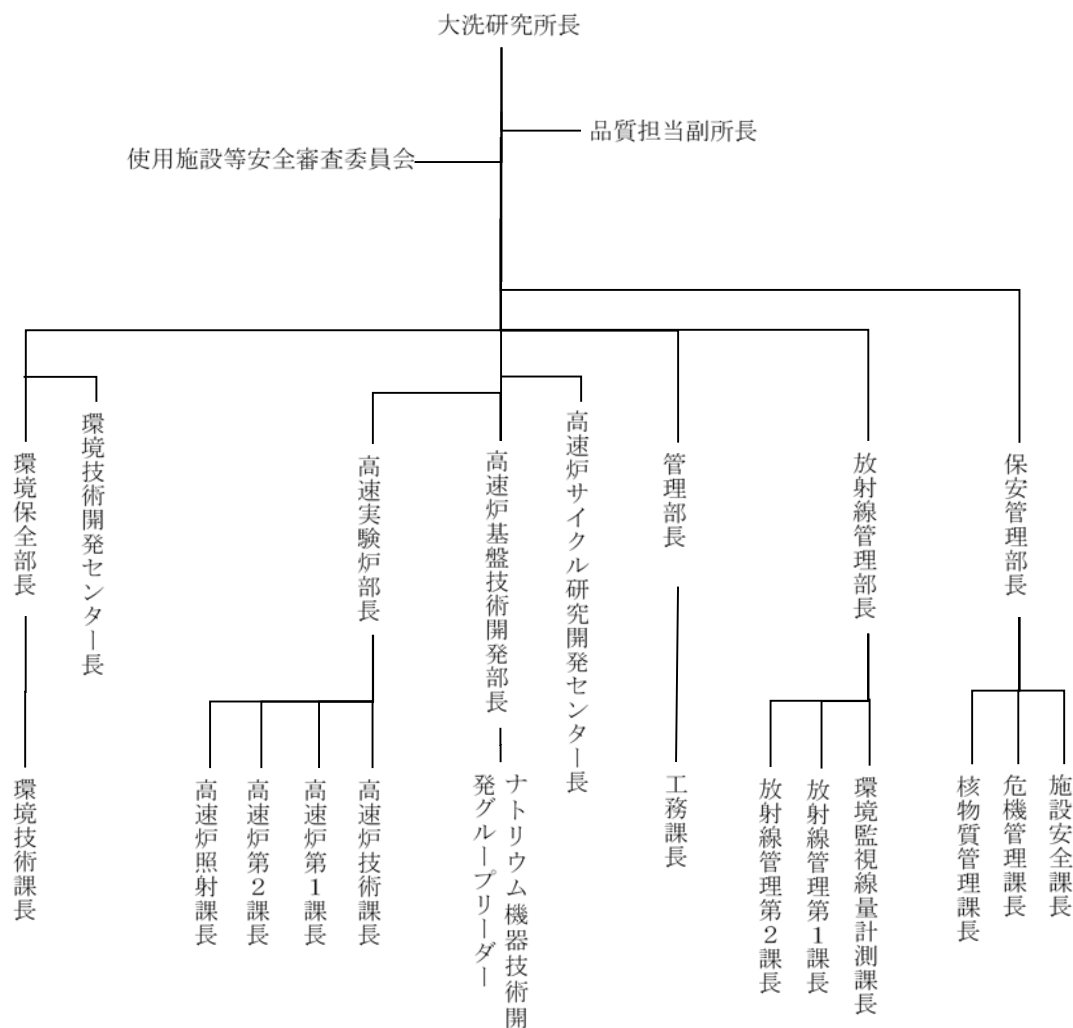 大洗研究所長
品質担当副所長
使用施設等安全審査委員会
保安管理部長
放射線管理部長
管理部長
高速炉サイクル研究開発センター長
高速炉基盤技術開発部長
高速実験炉部長
環境技術開発センター長
環境保全部長
施設安全課長
危機管理課長
核物質管理課長
環境監視線量計測課長
放射線管理第1課長
放射線管理第2課長
工務課長
ナトリウム機器技術開
発グループリーダー
高速炉技術課長
高速炉第1課長
高速炉第2課長
高速炉照射課長
環境技術課長